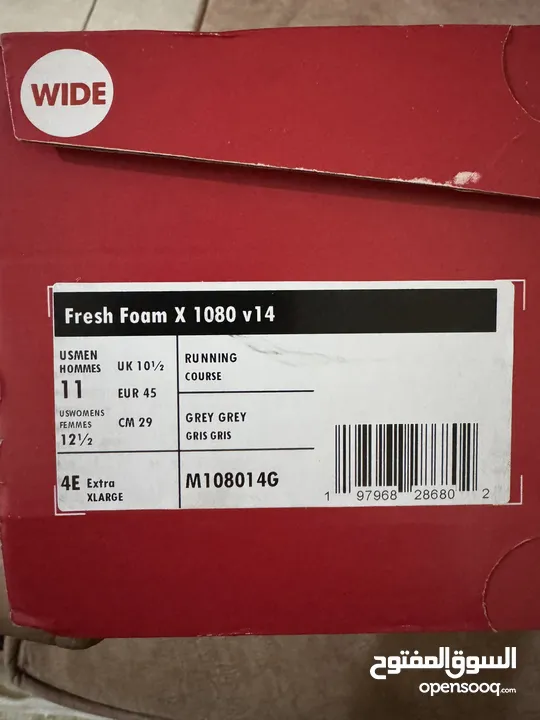 WIDE
Fresh Foam X 1080 v14
USMEN
HOMMES
11
USWOMENS
FEMMES
12½
UK 10½
EUR 45
CM 29
RUNNING
COURSE
GREY GREY
GRIS GRIS
4E Extra
XLARGE
M108014G
1 97968 28680 2
السوق المفتوح
opensooq.com